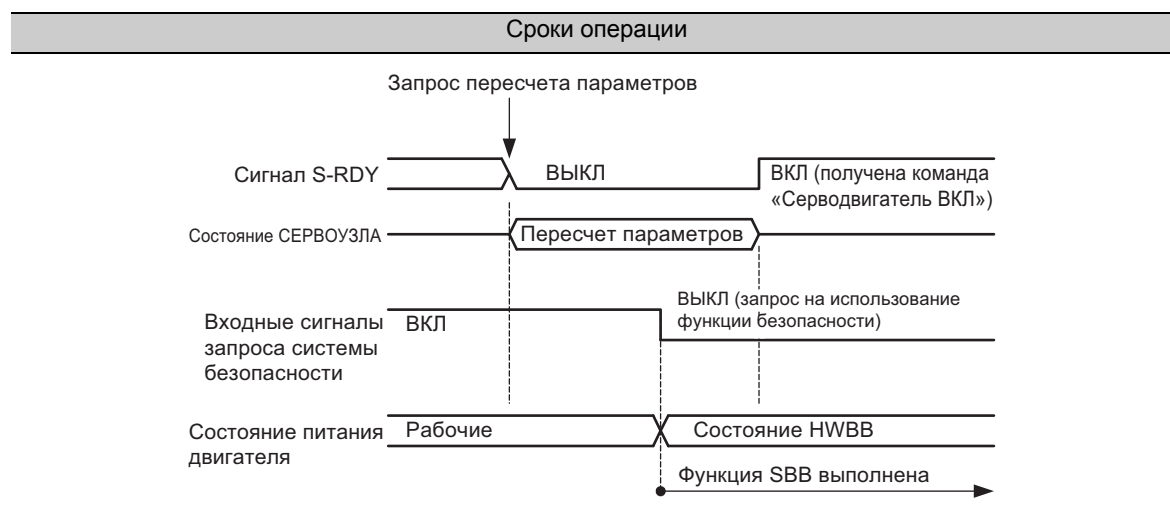 Сроки операции
Запрос пересчета параметров
Сигнал S-RDY
ВЫКЛ
ВКЛ (получена команда
«Серводвигатель ВКЛ»)
Состояние СЕРВОУЗЛА
Пересчет параметров
Входные сигналы
запроса системы
безопасности
ВКЛ
ВЫКЛ (запрос на использование
функции безопасности)
Состояние питания
двигателя
Рабочие
Состояние HWBB
Функция SBB выполнена